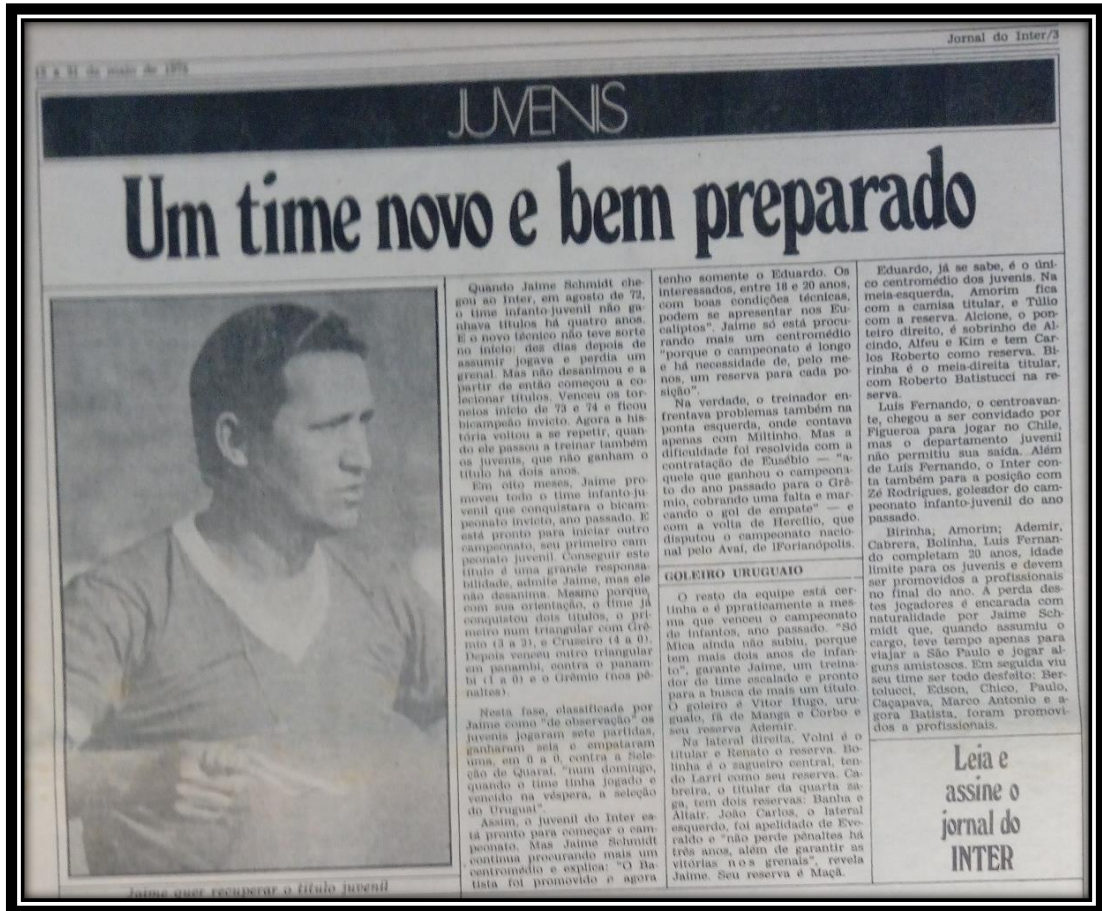 Jornal do Inter/3
15 a 31 de maio de 1975
JUVENIS
Um time novo e bem preparado
Jaime quer recuperar o título juvenil
Quando Jaime Schmidt che-
gou ao Inter, em agosto de 72,
o time infanto-juvenil não ga-
nhava títulos há quatro anos.
E o novo técnico não teve sorte
no início: dez dias depois de
assumir jogava e perdia um
grenal. Mas não desanimou e a
partir de então começou a co-
lecionar títulos. Venceu os tor-
neios início de 73 e 74 e ficou
bicampeão invicto. Agora a his-
tória voltou a se repetir, quan-
do ele passou a treinar também
os juvenis, que não ganham o
título há dois anos.
Em oito meses, Jaime pro-
moveu todo o time infanto-ju-
venil que conquistara o bicam-
peonato invicto, ano passado. E
está pronto para iniciar outro
campeonato, seu primeiro cam
peonato juvenil. Conseguir este
título é uma grande responsa-
bilidade, admite Jaime, mas ele
não desanima. Mesmo porque,
com sua orientação, o time já
conquistou dois títulos, o pri-
meiro num triangular com Grê-
mio (3 a 2), e Cruzeiro (4 a 0).
Depois venceu outro triangular
em panambi, contra o panam-
bi (1 a 0) e o Grêmio (nos pê-
naltes).
Nesta fase, classificada por
Jaime como "de observação" os
juvenis jogaram sete partidas,
ganharam seis e empataram
uma, em 0 a 0, contra a Sele-
ção de Quaraí, "num domingo,
quando o time tinha jogado e
vencido na véspera, a seleção
do Uruguai".
Assim, o juvenil do Inter es-
tá pronto para começar o cam-
peonato. Mas Jaime Schmidt
continua procurando mais um
centromédio e explica: "O Ba-
tista foi promovido e agora
tenho somente o Eduardo. Os
interessados, entre 18 e 20 anos,
com boas condições técnicas,
podem se apresentar nos Eu-
caliptos". Jaime só está procu-
rando mais um centromédio
"porque o campeonato é longo
e há necessidade de, pelo me-
nos, um reserva para cada po-
sição".
Na verdade, o treinador en-
frentava problemas também na
ponta esquerda, onde contava
apenas com Miltinho. Mas a
dificuldade foi resolvida com a
contratação de Eusébio — "a-
quele que ganhou o campeona-
to do ano passado para o Grê-
mio, cobrando uma falta e mar-
cando o gol de empate" — e
com a volta de Hercílio, que
disputou o campeonato nacio-
nal pelo Avaí, de lForianópolis.
GOLEIRO URUGUAIO
O resto da equipe está cer-
tinha e é ppraticamente a mes-
ma que venceu o campeonato
de infantos, ano passado. "Só
Mica ainda não subiu, porque
tem mais dois anos de infan-
to", garante Jaime, um treina-
dor de time escalado e pronto
para a busca de mais um título.
O goleiro é Vitor Hugo, uru-
guaio, fã de Manga e Corbo e
seu reserva Ademir.
Na lateral direita, Volni é o
titular e Renato o reserva. Bo-
linha é o zagueiro central, ten-
do Larri como seu reserva. Ca-
breira, o titular da quarta za-
ga, tem dois reservas: Banha e
Altair. João Carlos, o lateral
esquerdo, foi apelidado de Eve-
raldo e "não perde pênaltes há
três anos, além de garantir as
vitórias nos grenais", revela
Jaime. Seu reserva é Maçã.
Eduardo, já se sabe, é o úni-
co centromédio dos juvenis. Na
meia-esquerda, Amorim fica
com a camisa titular, e Túlio
com a reserva. Alcione, o pon-
teiro direito, é sobrinho de Al-
cindo, Alfeu e Kim e tem Car-
los Roberto como reserva. Bi-
rinha é o meia-direita titular,
com Roberto Batistucci na re-
serva.
Luís Fernando, o centroavan-
te, chegou a ser convidado por
Figueroa para jogar no Chile,
mas o departamento juvenil
não permitiu sua saída. Além
de Luís Fernando, o Inter con-
ta também para a posição com
Zé Rodrigues, goleador do cam-
peonato infanto-juvenil do ano
passado.
Birinha; Amorim; Ademir,
Cabrera, Bolinha, Luis Fernan-
do completam 20 anos, idade
limite para os juvenis e devem
ser promovidos a profissionais
no final do ano. A perda des-
tes jogadores é encarada com
naturalidade por Jaime Sch-
midt que, quando assumiu o
cargo, teve tempo apenas para
viajar a São Paulo e jogar al-
guns amistosos. Em seguida viu
seu time ser todo desfeito: Ber-
tolucci, Edson, Chico, Paulo,
Caçapava, Marco Antonio e a-
gora Batista, foram promovi-
dos a profissionais.
Leia e
assine o
jornal do
INTER